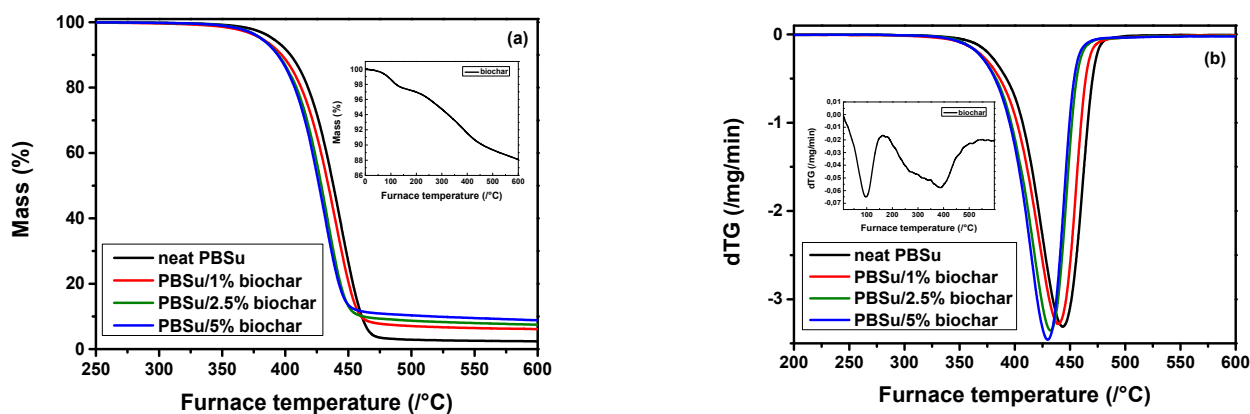 (a)
100
80
60
40
20
0
250 300 350 400 450 500 550 600
Mass (%)
Furnace temperature (/°C)
neat PBSu
PBSu/1% biochar
PBSu/2.5% biochar
PBSu/5% biochar
biochar
100
98
96
94
92
90
88
86
0 100 200 300 400 500 600
Mass (%)
Furnace temperature (/°C)
(b)
0
-1
-2
-3
200 250 300 350 400 450 500 550 600
dTG (/mg/min)
Furnace temperature (/°C)
neat PBSu
PBSu/1% biochar
PBSu/2.5% biochar
PBSu/5% biochar
biochar
0,01
0,00
-0,01
-0,02
-0,03
-0,04
-0,05
-0,06
-0,07
100 200 300 400 500
dTG (/mg/min)
Furnace temperature (/°C)